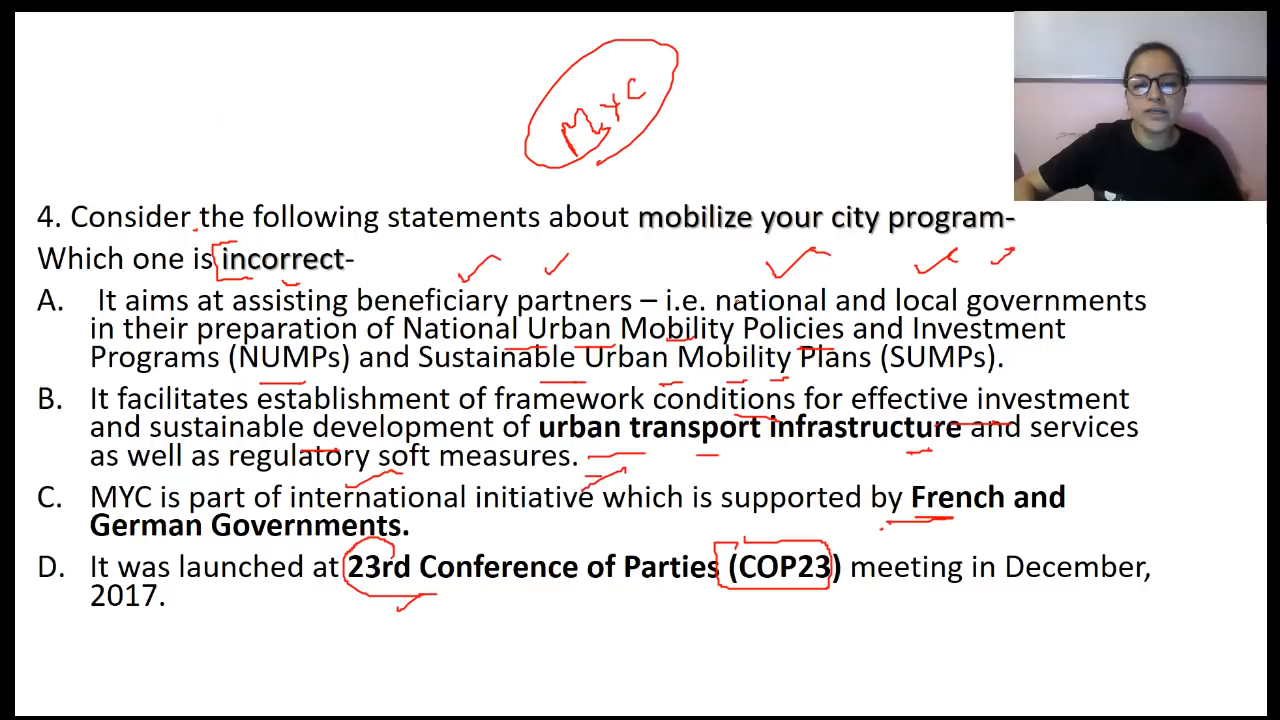 MYC
4. Consider the following statements about mobilize your city program-
Which one is incorrect-
A. It aims at assisting beneficiary partners – i.e. national and local governments
in their preparation of National Urban Mobility Policies and Investment
Programs (NUMPs) and Sustainable Urban Mobility Plans (SUMPs).
B. It facilitates establishment of framework conditions for effective investment
and sustainable development of urban transport infrastructure and services
as well as regulatory soft measures.
C. MYC is part of international initiative which is supported by French and
German Governments.
D. It was launched at 23rd Conference of Parties (COP23) meeting in December,
2017.